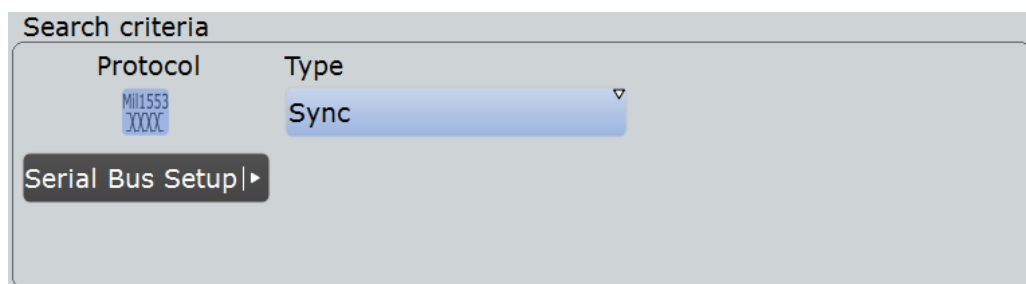 Search criteria
Protocol Type
Mil1553
Sync
Serial Bus Setup